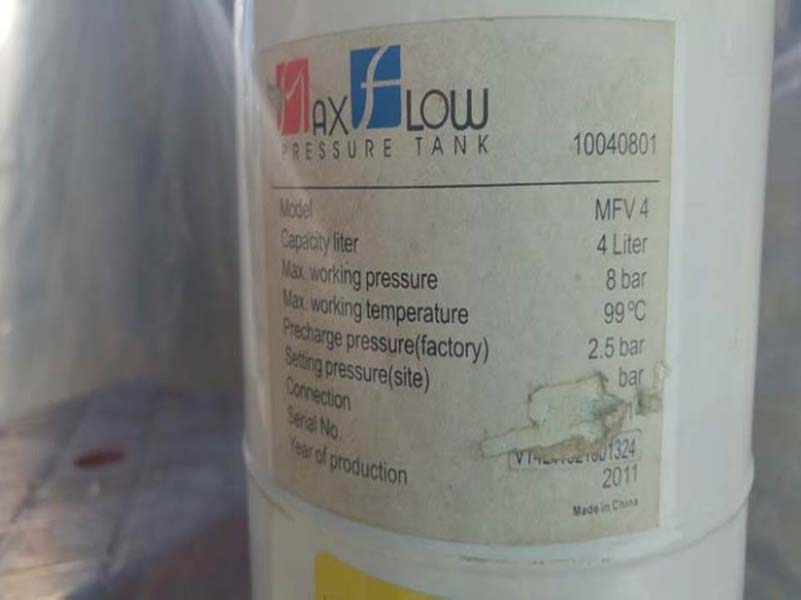 MAX FLOW
PRESSURE TANK 10040801
Model MFV 4
Capacity liter 4 Liter
Max. working pressure 8 bar
Max. working temperature 99°C
Precharge pressure(factory) 2.5 bar
Setting pressure(site) bar
Connection
Serial No.
Year of production 2011
Made in China